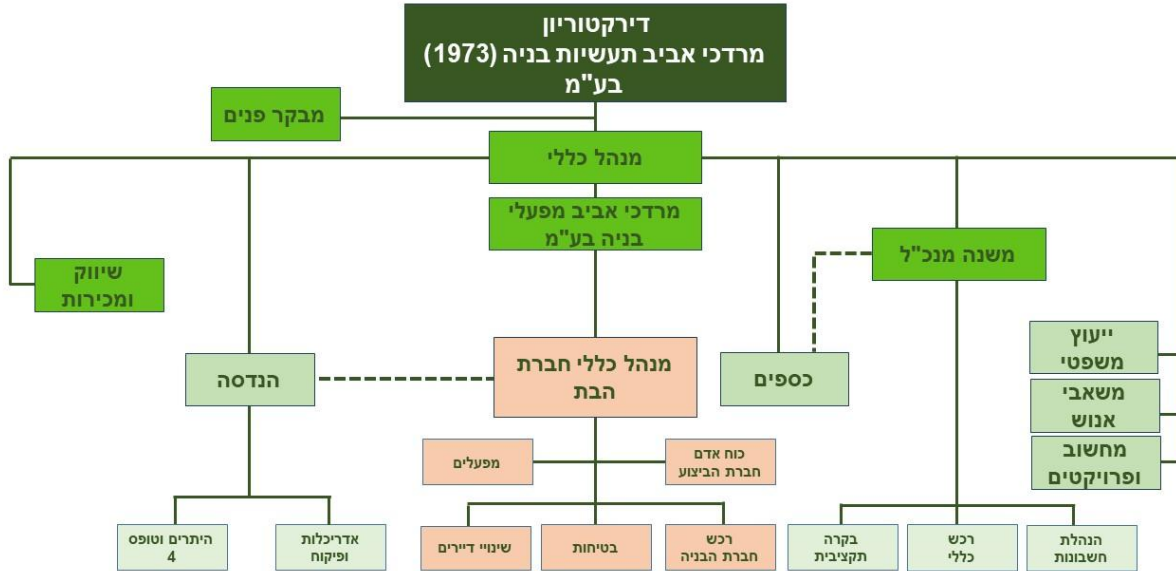 דירקטוריון
מרדכי אביב תעשיות בניה (1973)
בע"מ
מבקר פנים
מנהל כללי
מרדכי אביב מפעלי
בניה בע"מ
משנה מנכ"ל
שיווק
ומכירות
ייעוץ
משפטי
משאבי
אנוש
מחשוב
ופרויקטים
כספים
מנהל כללי חברת
הבת
הנדסה
כוח אדם
חברת הביצוע
מפעלים
הנהלת
חשבונות
רכש
כללי
בקרה
תקציבית
רכש
חברת הבניה
בטיחות
שינויי דיירים
אדריכלות
ופיקוח
היתרים וטופס
4